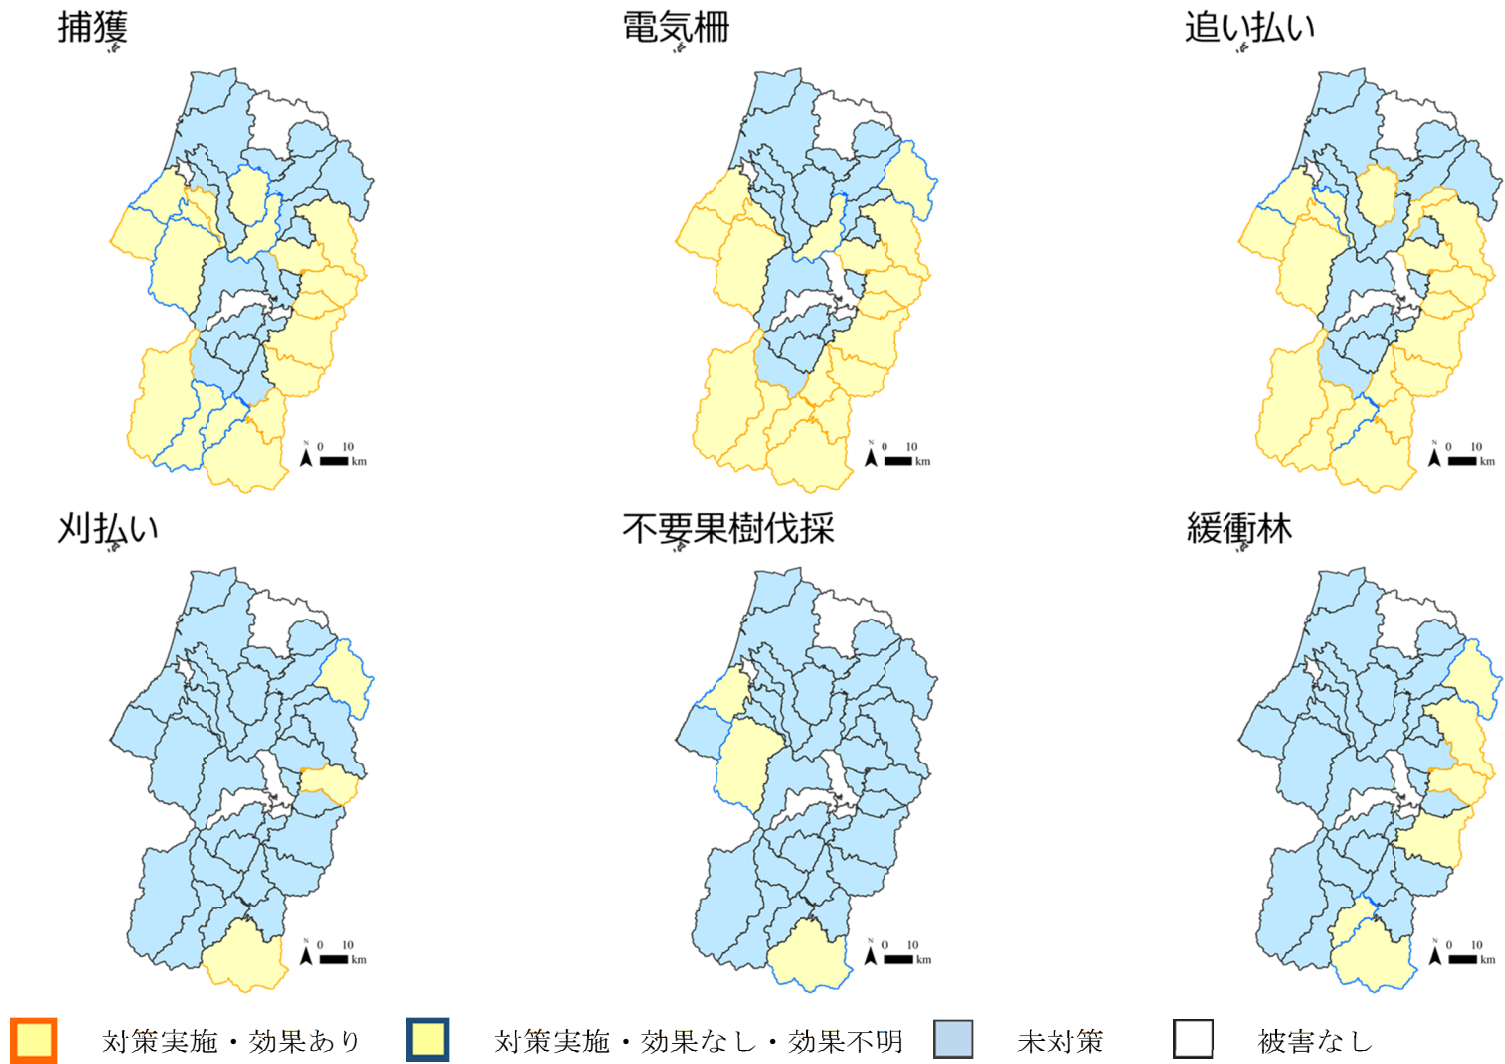 捕獲
電気柵
追い払い
N 0 10 km
N 0 10 km
N 0 10 km
刈払い
不要果樹伐採
緩衝林
N 0 10 km
N 0 10 km
N 0 10 km
対策実施・効果あり
対策実施・効果なし・効果不明
未対策
被害なし